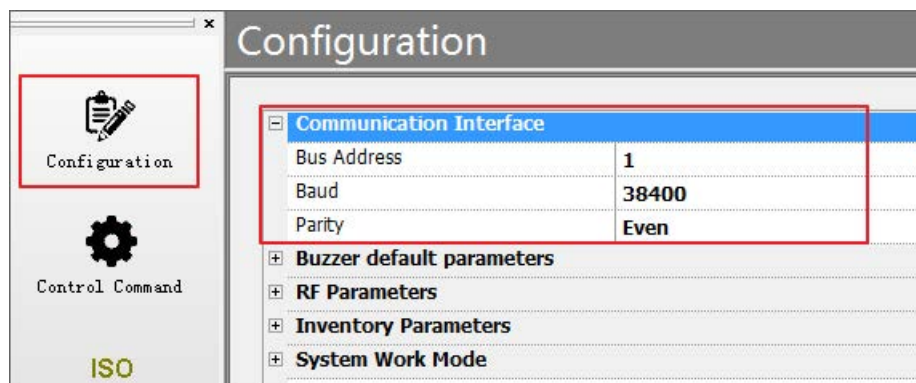 Configuration
Configuration
Control Command
ISO
Communication Interface
Bus Address 1
Baud 38400
Parity Even
Buzzer default parameters
RF Parameters
Inventory Parameters
System Work Mode